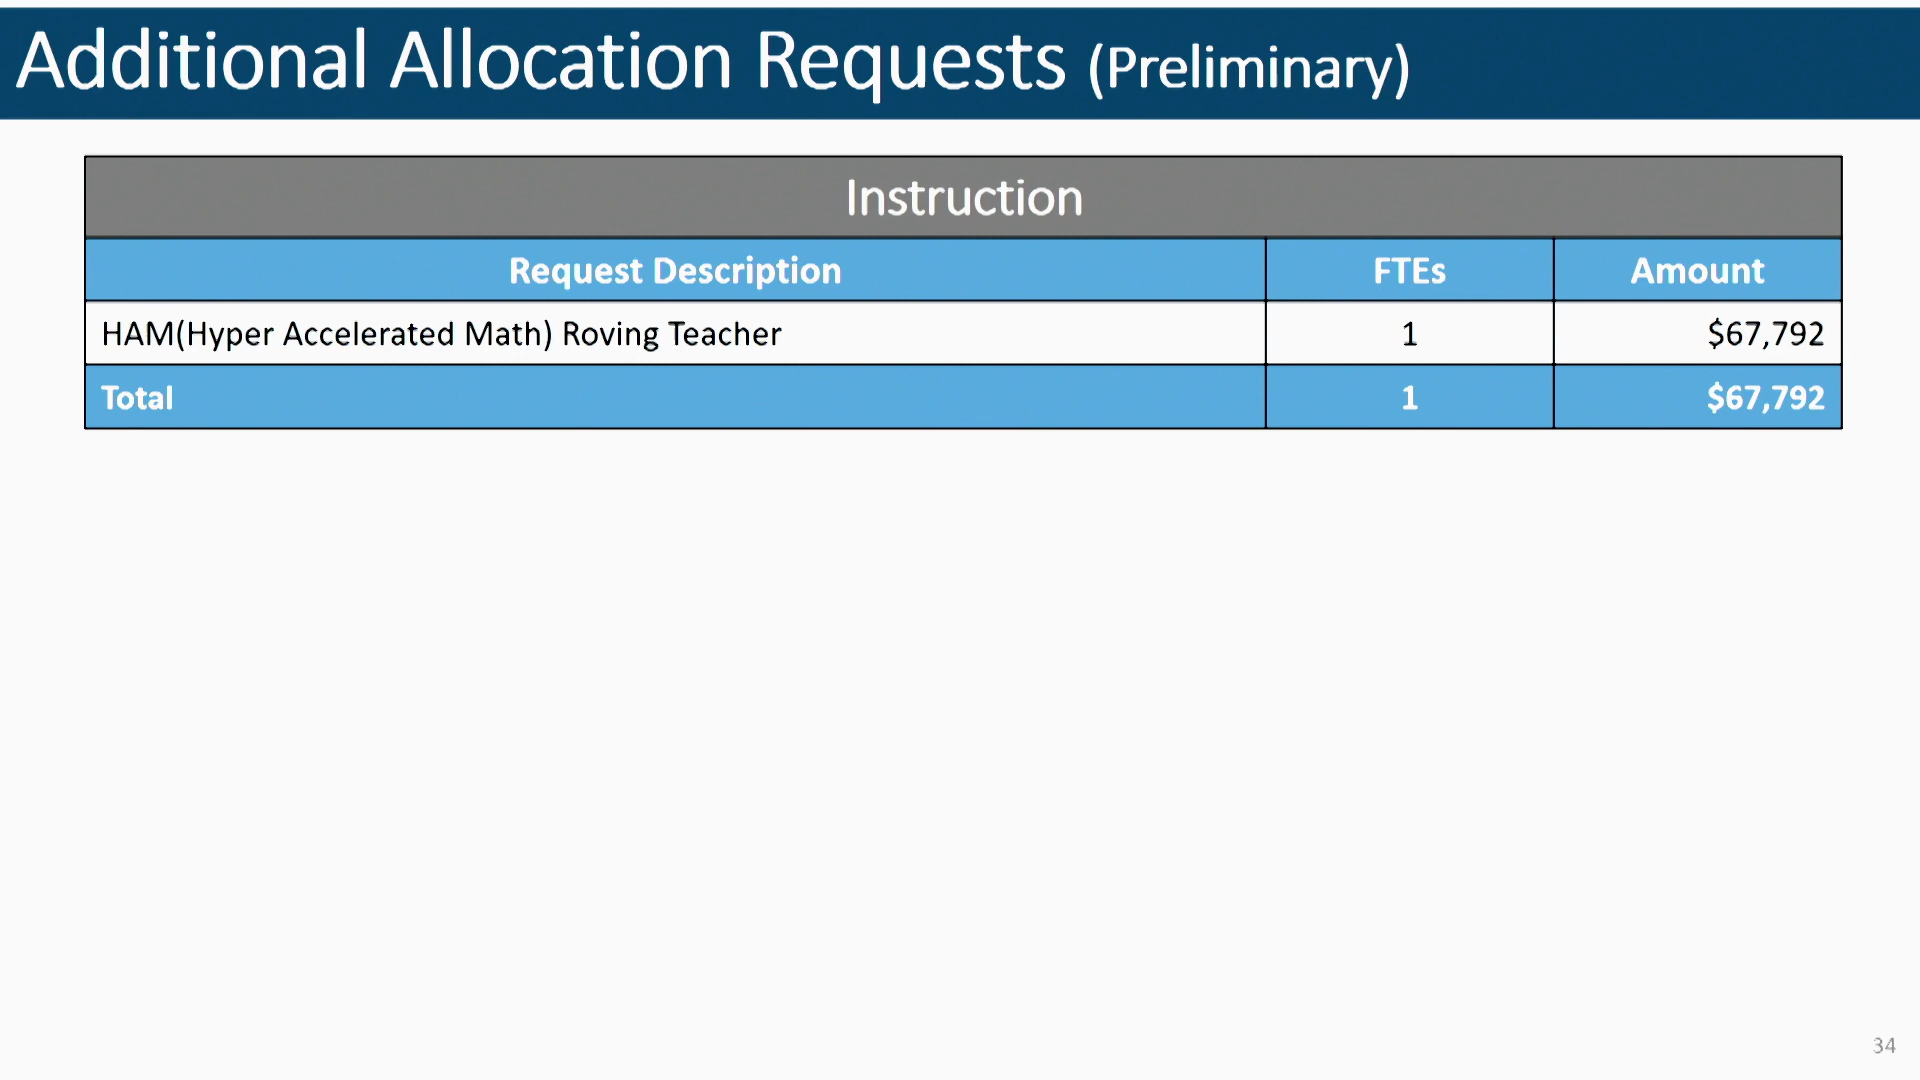 Additional Allocation Requests (Preliminary)
Instruction
Request Description FTEs Amount
HAM(Hyper Accelerated Math) Roving Teacher 1 $67,792
Total 1 $67,792
34